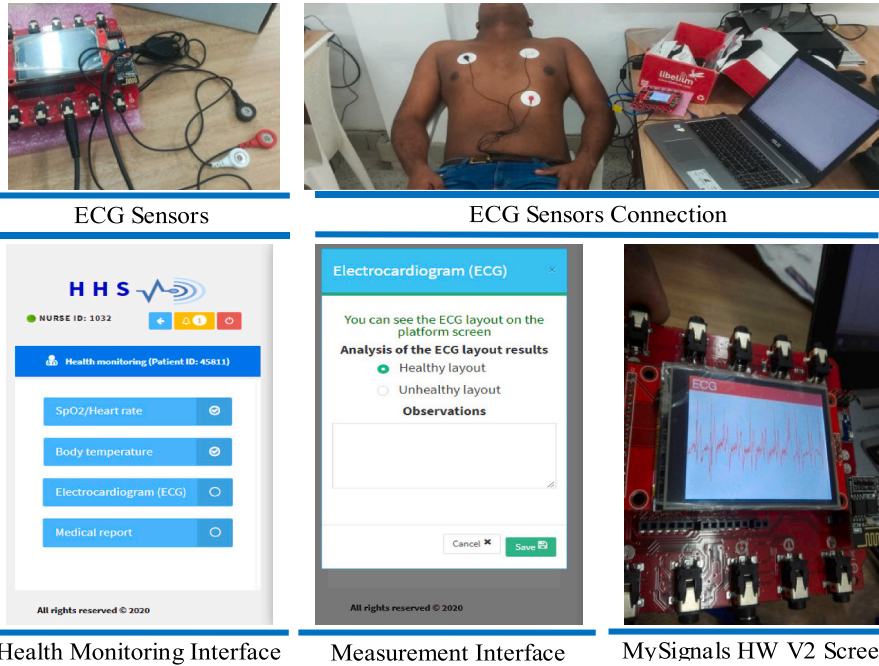 libelium
ECG Sensors
ECG Sensors Connection
H H S
NURSE ID: 1032
1
Health monitoring (Patient ID: 45811)
SpO2/Heart rate
Body temperature
Electrocardiogram (ECG)
Medical report
All rights reserved © 2020
Electrocardiogram (ECG)
×
You can see the ECG layout on the
platform screen
Analysis of the ECG layout results
Healthy layout
Unhealthy layout
Observations
Cancel ✖
Save
All rights reserved © 2020
ECG
Health Monitoring Interface
Measurement Interface
MySignals HW V2 Scree